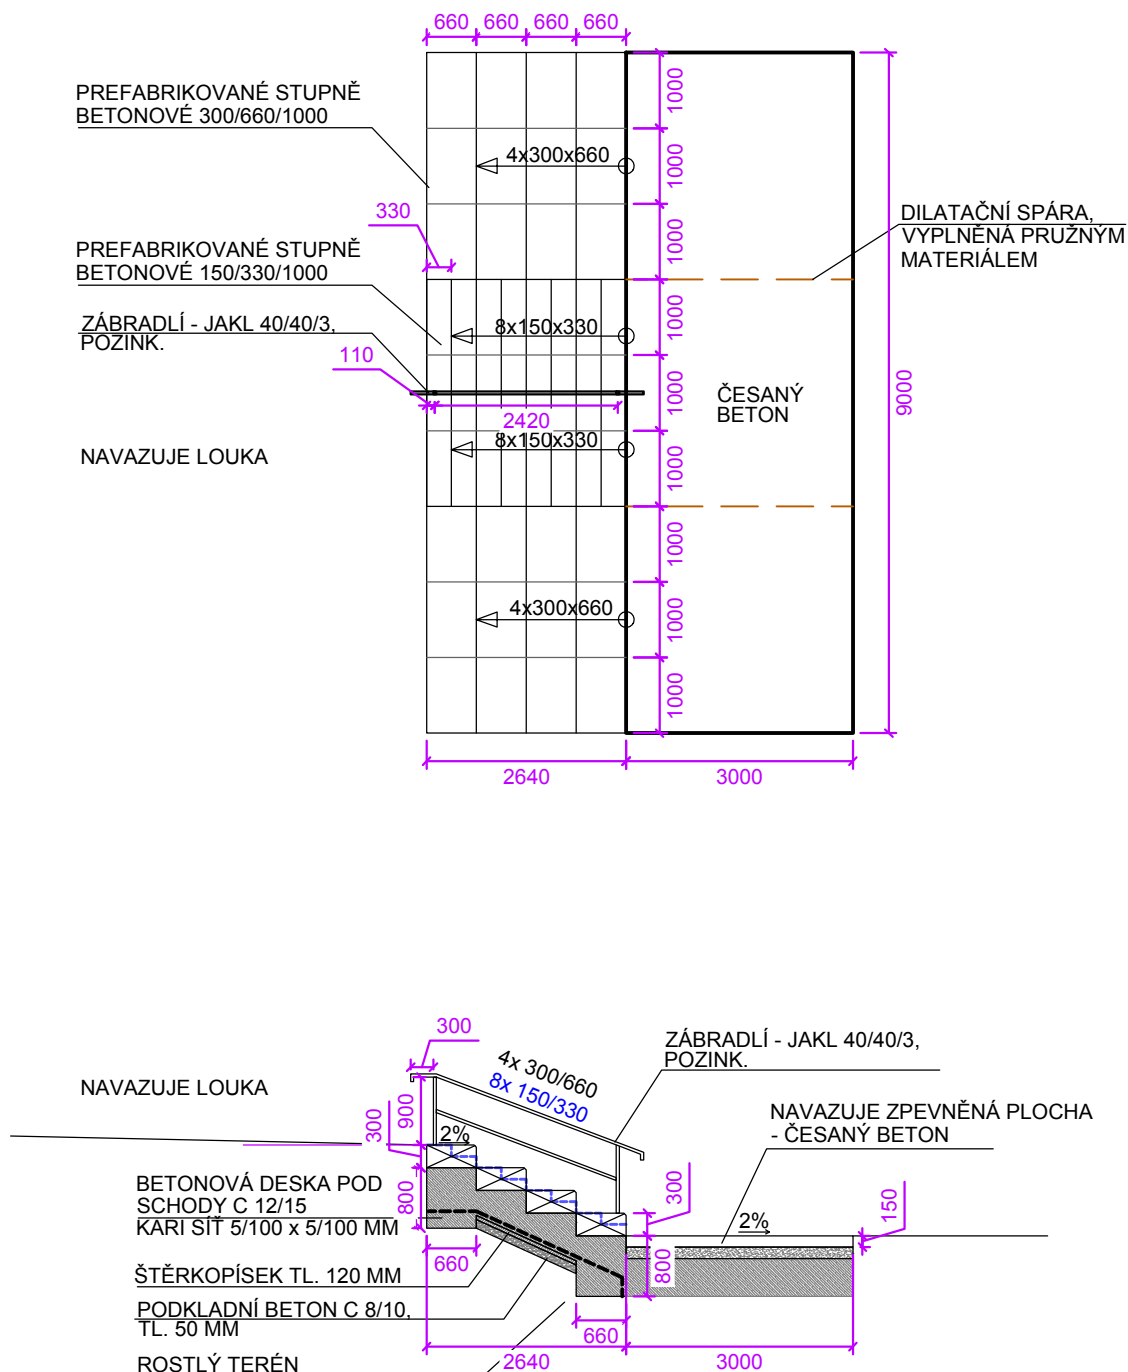 660
660
660
660
PREFABRIKOVANÉ STUPNĚ
BETONOVÉ 300/660/1000
1000
4x300x660
1000
330
1000
DILATAČNÍ SPÁRA,
VYPLNĚNÁ PRUŽNÝM
MATERIÁLEM
PREFABRIKOVANÉ STUPNĚ
BETONOVÉ 150/330/1000
1000
8x150x330
ZÁBRADLÍ - JAKL 40/40/3,
POZINK.
110
1000
ČESANÝ
BETON
9000
2420
8x150x330
NAVAZUJE LOUKA
1000
1000
4x300x660
1000
1000
2640
3000
300
4x 300/660
8x 150/330
ZÁBRADLÍ - JAKL 40/40/3,
POZINK.
NAVAZUJE LOUKA
900
NAVAZUJE ZPEVNĚNÁ PLOCHA
- ČESANÝ BETON
300
2%
BETONOVÁ DESKA POD
SCHODY C 12/15
KARI SÍŤ 5/100 x 5/100 MM
800
300
2%
150
660
800
ŠTĚRKOPÍSEK TL. 120 MM
PODKLADNÍ BETON C 8/10,
TL. 50 MM
660
ROSTLÝ TERÉN
2640
3000